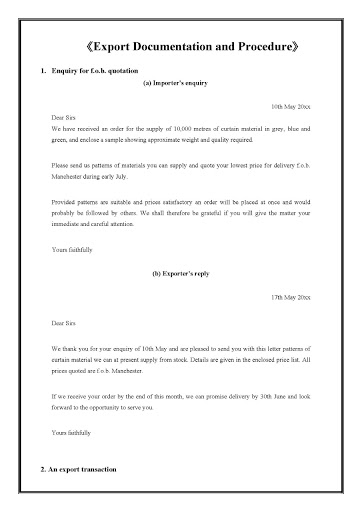 《Export Documentation and Procedure》
1. Enquiry for f.o.b. quotation
(a) Importer's enquiry
10th May 20xx
Dear Sirs
We have received an order for the supply of 10,000 metres of curtain material in grey, blue and
green, and enclose a sample showing approximate weight and quality required.
Please send us patterns of materials you can supply and quote your lowest price for delivery f.o.b.
Manchester during early July.
Provided patterns are suitable and prices satisfactory an order will be placed at once and would
probably be followed by others. We shall therefore be grateful if you will give the matter your
immediate and careful attention.
Yours faithfully
(b) Exporter's reply
17th May 20xx
Dear Sirs
We thank you for your enquiry of 10th May and are pleased to send you with this letter patterns of
curtain material we can at present supply from stock. Details are given in the enclosed price list. All
prices quoted are f.o.b. Manchester.
If we receive your order by the end of this month, we can promise delivery by 30th June and look
forward to the opportunity to serve you.
Yours faithfully
2. An export transaction